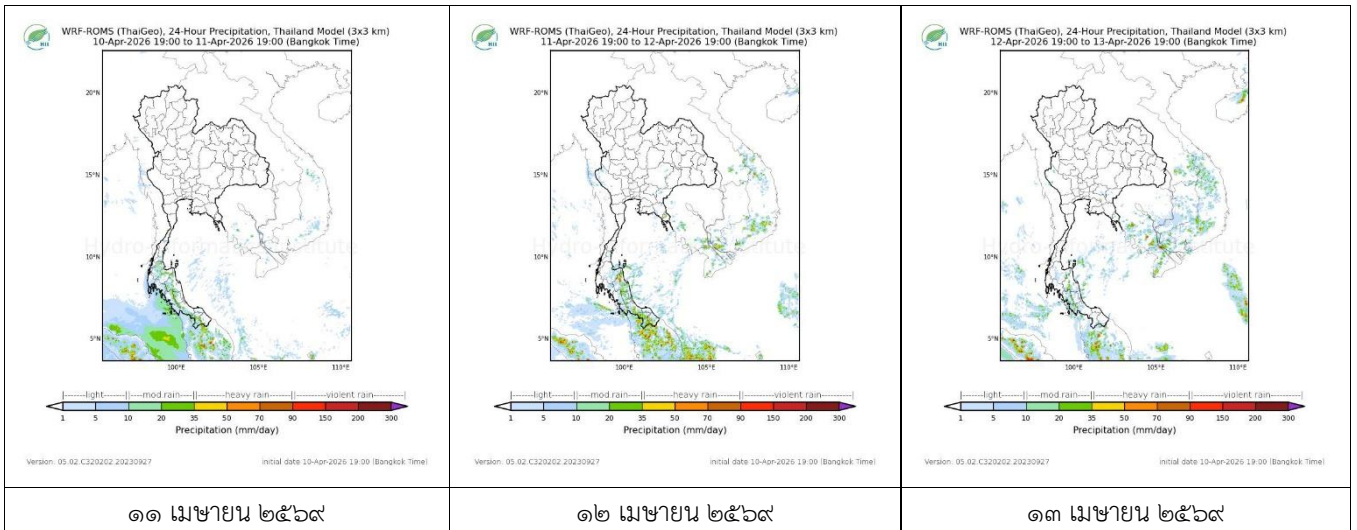 WRF-ROMS (ThaiGeo), 24-Hour Precipitation, Thailand Model (3x3 km)
10-Apr-2026 19:00 to 11-Apr-2026 19:00 (Bangkok Time)
20°N
15°N
10°N
5°N
100°E 105°E 110°E
|-------light------||----mod rain----||-------heavy rain-------||------violent rain------|
1 5 10 20 35 50 70 90 150 200 300
Precipitation (mm/day)
Version: 05.02.C320202.20230927 initial date 10-Apr-2026 19:00 (Bangkok Time)
๑๑ เมษายน ๒๕๖๙
WRF-ROMS (ThaiGeo), 24-Hour Precipitation, Thailand Model (3x3 km)
11-Apr-2026 19:00 to 12-Apr-2026 19:00 (Bangkok Time)
20°N
15°N
10°N
5°N
100°E 105°E 110°E
|-------light------||----mod rain----||-------heavy rain-------||------violent rain------|
1 5 10 20 35 50 70 90 150 200 300
Precipitation (mm/day)
Version: 05.02.C320202.20230927 initial date 10-Apr-2026 19:00 (Bangkok Time)
๑๒ เมษายน ๒๕๖๙
WRF-ROMS (ThaiGeo), 24-Hour Precipitation, Thailand Model (3x3 km)
12-Apr-2026 19:00 to 13-Apr-2026 19:00 (Bangkok Time)
20°N
15°N
10°N
5°N
100°E 105°E 110°E
|-------light------||----mod rain----||-------heavy rain-------||------violent rain------|
1 5 10 20 35 50 70 90 150 200 300
Precipitation (mm/day)
Version: 05.02.C320202.20230927 initial date 10-Apr-2026 19:00 (Bangkok Time)
๑๓ เมษายน ๒๕๖๙